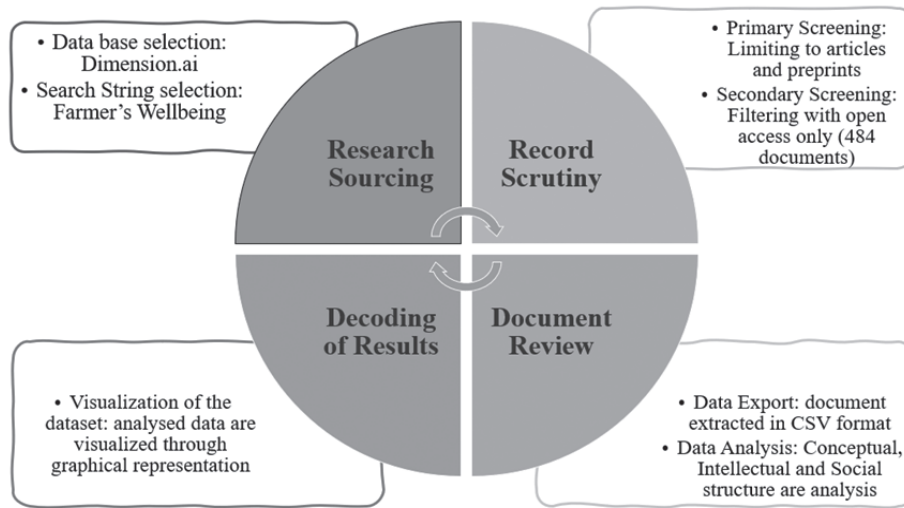 • Data base selection:
Dimension.ai
• Search String selection:
Farmer's Wellbeing
• Primary Screening:
Limiting to articles
and preprints
• Secondary Screening:
Filtering with open
access only (484
documents)
Research
Sourcing
Record
Scrutiny
Decoding
of Results
Document
Review
• Visualization of the
dataset: analysed data are
visualized through
graphical representation
• Data Export: document
extracted in CSV format
• Data Analysis: Conceptual,
Intellectual and Social
structure are analysis